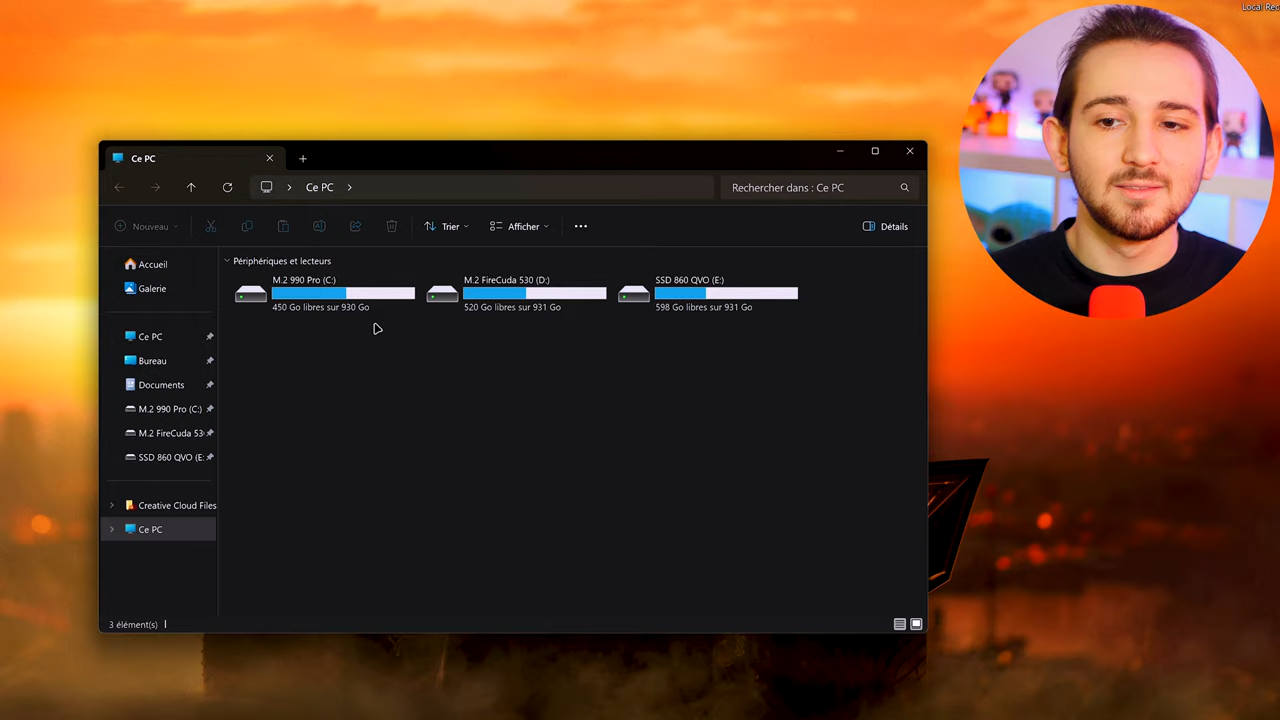 Local Rec
Ce PC
Ce PC
Rechercher dans : Ce PC
Nouveau
Trier
Afficher
Détails
Accueil
Galerie
Ce PC
Bureau
Documents
M.2 990 Pro (C:)
M.2 FireCuda 53
SSD 860 QVO (E:
Creative Cloud Files
Ce PC
Périphériques et lecteurs
M.2 990 Pro (C:)
450 Go libres sur 930 Go
M.2 FireCuda 530 (D:)
520 Go libres sur 931 Go
SSD 860 QVO (E:)
598 Go libres sur 931 Go
3 élément(s)